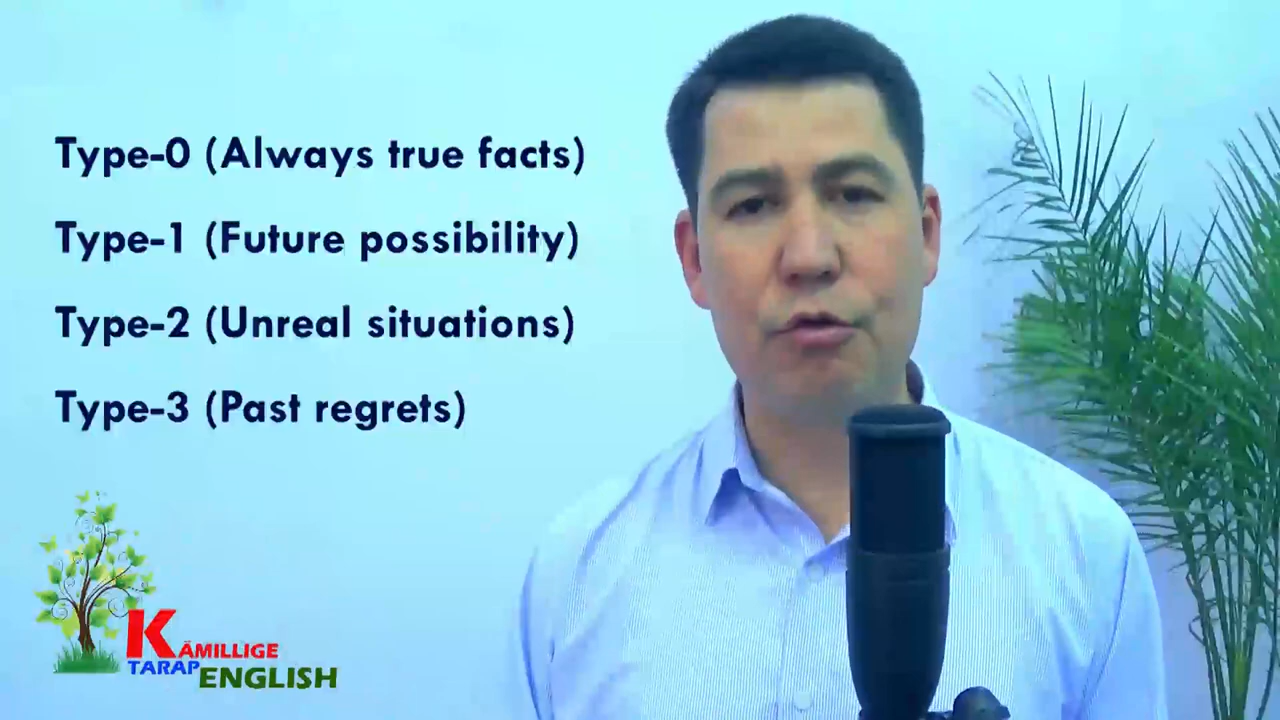 Type-0 (Always true facts)
Type-1 (Future possibility)
Type-2 (Unreal situations)
Type-3 (Past regrets)
KÄMILLIGE
TARAP ENGLISH